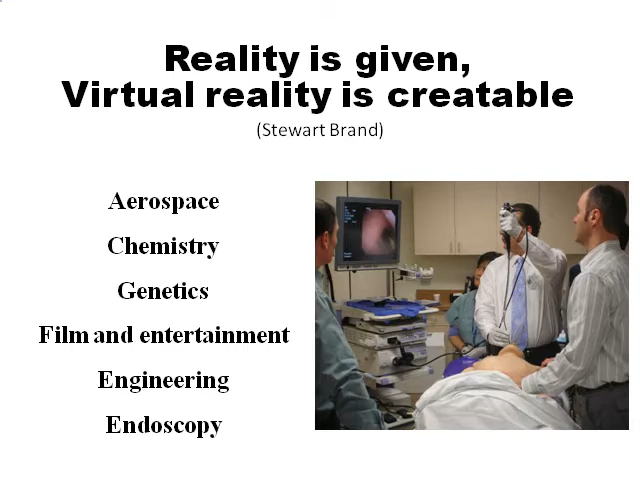 Reality is given,
Virtual reality is creatable
(Stewart Brand)
Aerospace
Chemistry
Genetics
Film and entertainment
Engineering
Endoscopy